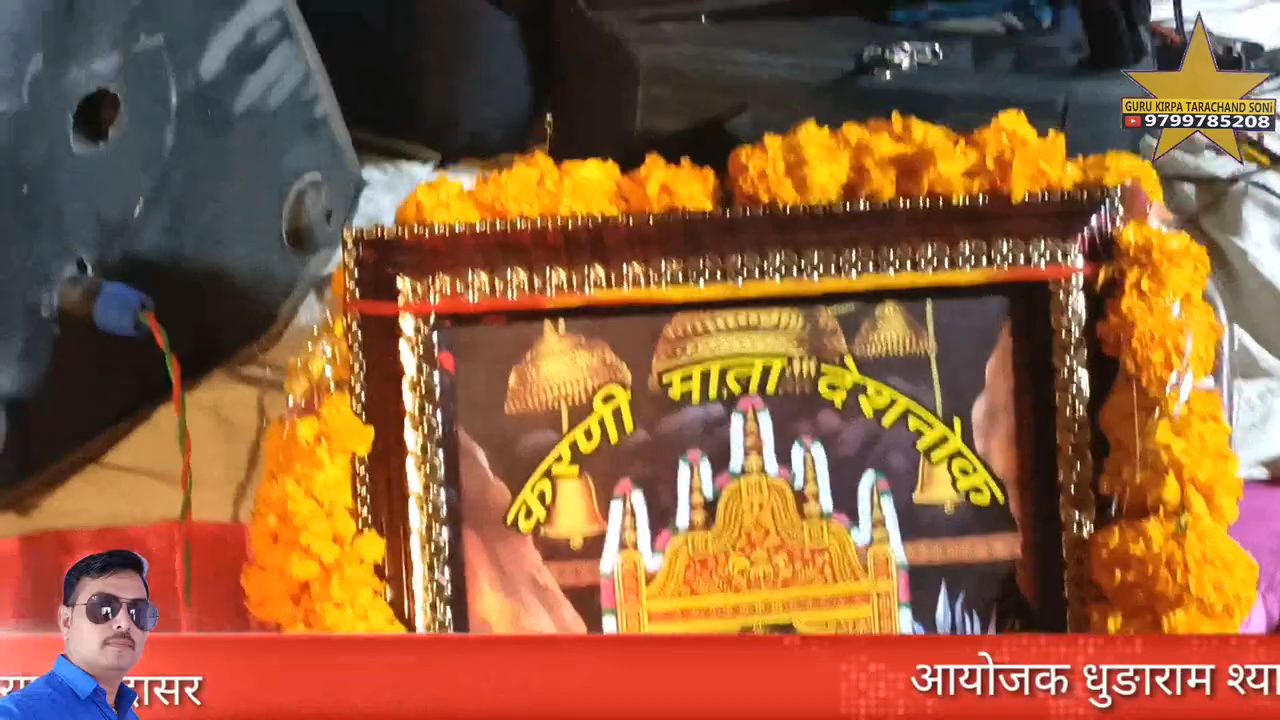 GURU KIRPA TARACHAND SONI
9799785208
करणी माता देशनोक
आयोजक धुङाराम